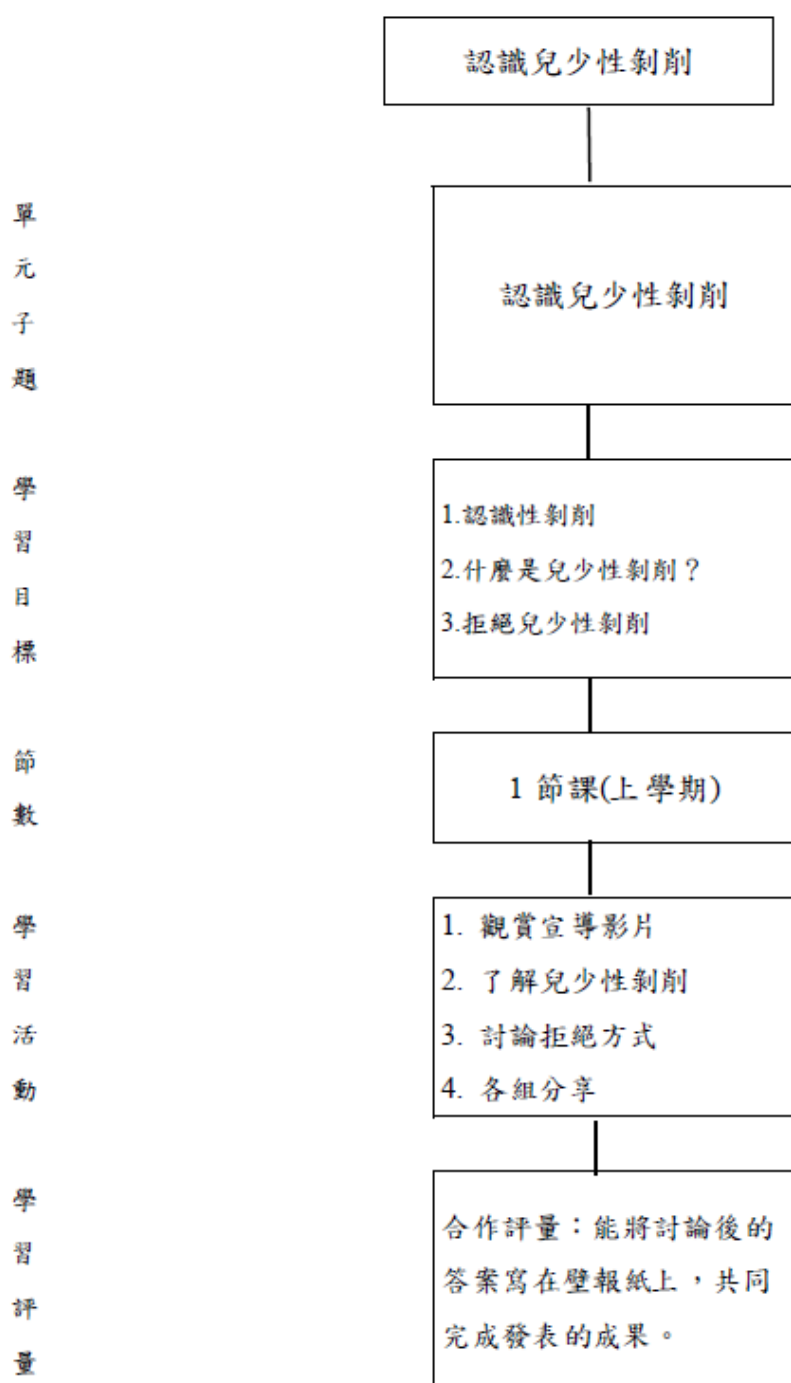 認識兒少性剝削
單元子題
認識兒少性剝削
學習目標
1.認識性剝削
2.什麼是兒少性剝削？
3.拒絕兒少性剝削
節數
1 節課(上學期)
學習活動
1. 觀賞宣導影片
2. 了解兒少性剝削
3. 討論拒絕方式
4. 各組分享
學習評量
合作評量：能將討論後的
答案寫在壁報紙上，共同
完成發表的成果。